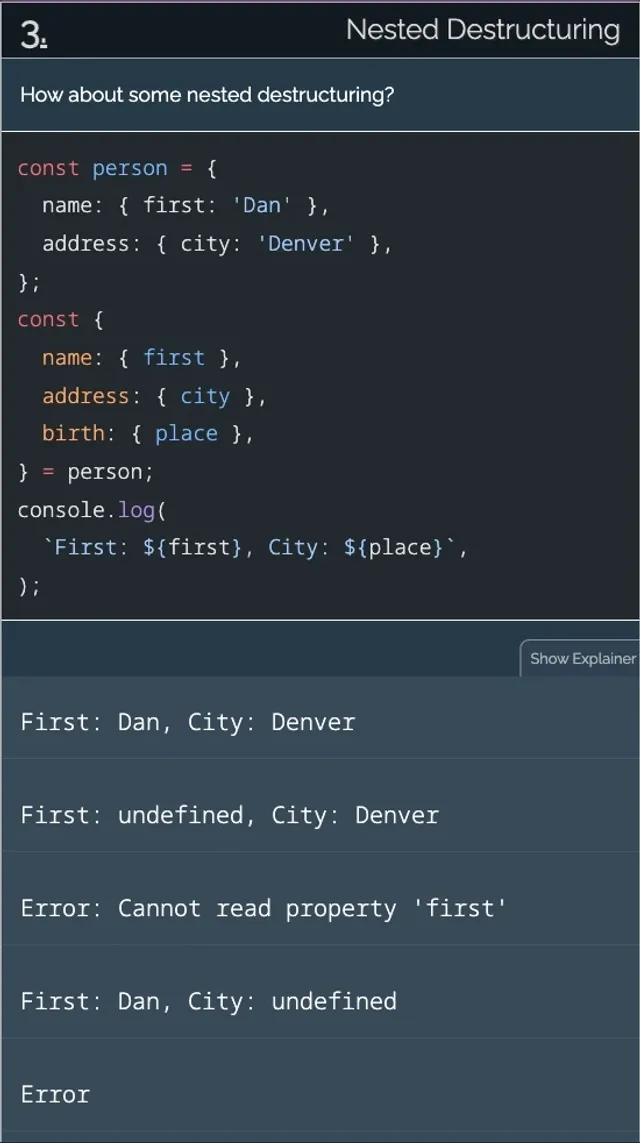 3.
Nested Destructuring
How about some nested destructuring?
const person = {
  name: { first: 'Dan' },
  address: { city: 'Denver' },
};
const {
  name: { first },
  address: { city },
  birth: { place },
} = person;
console.log(
  `First: ${first}, City: ${place}`,
);
Show Explainer
First: Dan, City: Denver
First: undefined, City: Denver
Error: Cannot read property 'first'
First: Dan, City: undefined
Error